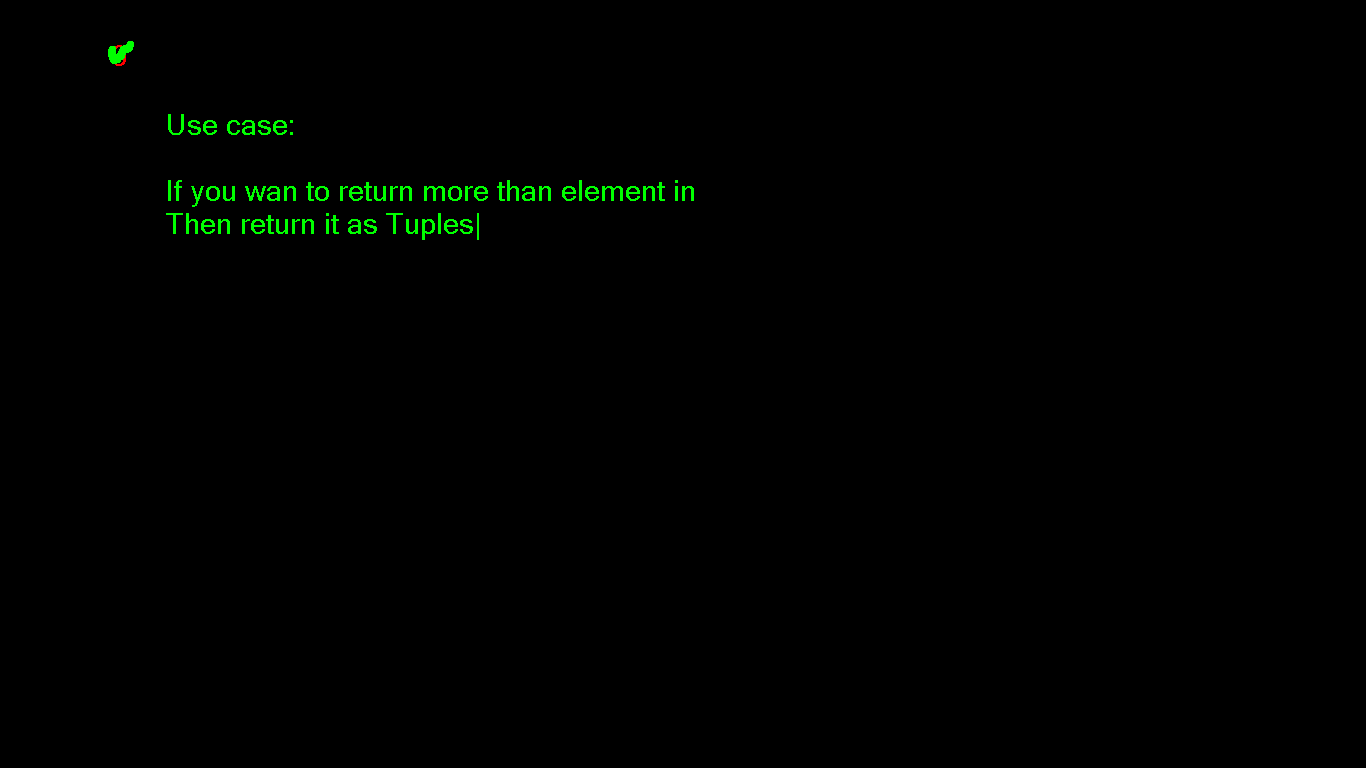 Use case:
If you wan to return more than element in
Then return it as Tuples